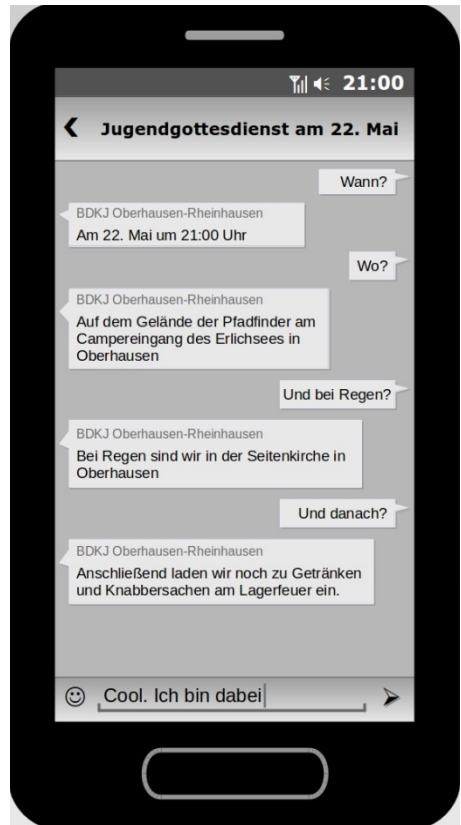 21:00
Jugendgottesdienst am 22. Mai
Wann?
BDKJ Oberhausen-Rheinhausen
Am 22. Mai um 21:00 Uhr
Wo?
BDKJ Oberhausen-Rheinhausen
Auf dem Gelände der Pfadfinder am
Campereingang des Erlichsees in
Oberhausen
Und bei Regen?
BDKJ Oberhausen-Rheinhausen
Bei Regen sind wir in der Seitenkirche in
Oberhausen
Und danach?
BDKJ Oberhausen-Rheinhausen
Anschließend laden wir noch zu Getränken
und Knabbersachen am Lagerfeuer ein.
Cool. Ich bin dabei